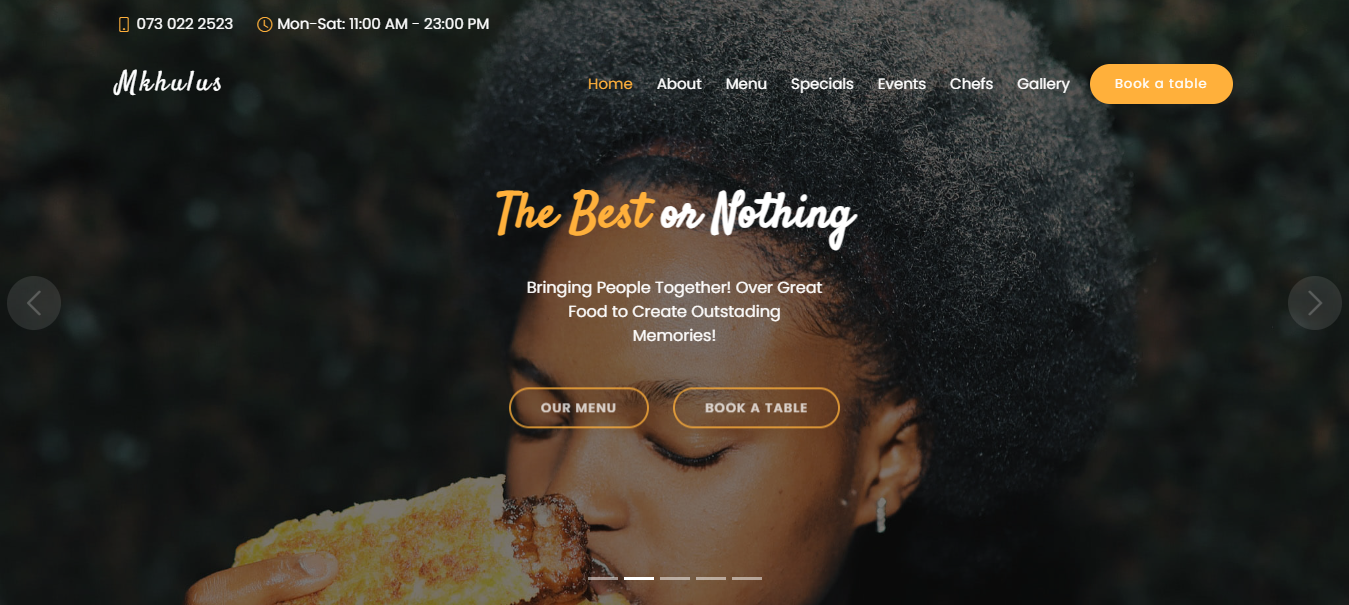 073 022 2523 Mon-Sat: 11:00 AM - 23:00 PM
Mkhulus Home About Menu Specials Events Chefs Gallery Book a table
The Best or Nothing
Bringing People Together! Over Great
Food to Create Outstading
Memories!
OUR MENU BOOK A TABLE